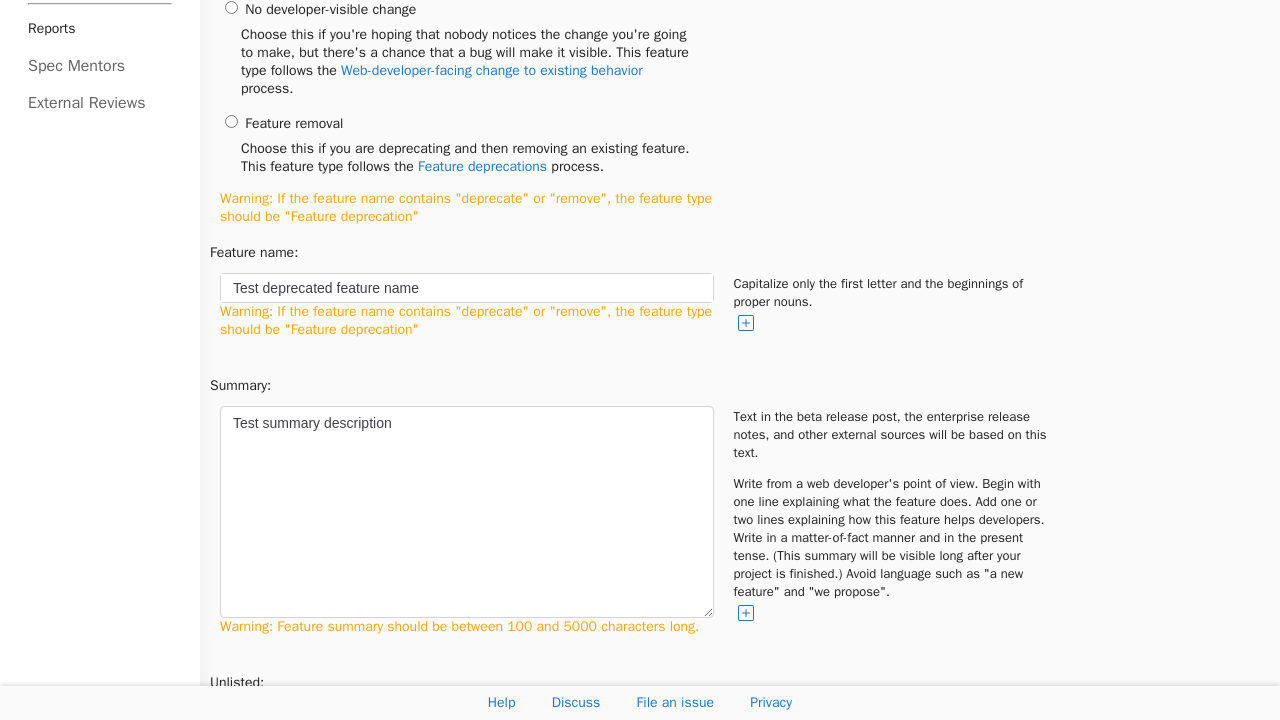 Reports
Spec Mentors
External Reviews
No developer-visible change
Choose this if you're hoping that nobody notices the change you're going
to make, but there's a chance that a bug will make it visible. This feature
type follows the Web-developer-facing change to existing behavior
process.
Feature removal
Choose this if you are deprecating and then removing an existing feature.
This feature type follows the Feature deprecations process.
Warning: If the feature name contains "deprecate" or "remove", the feature type
should be "Feature deprecation"
Feature name:
Test deprecated feature name
Warning: If the feature name contains "deprecate" or "remove", the feature type
should be "Feature deprecation"
Capitalize only the first letter and the beginnings of
proper nouns.
Summary:
Test summary description
Warning: Feature summary should be between 100 and 5000 characters long.
Text in the beta release post, the enterprise release
notes, and other external sources will be based on this
text.
Write from a web developer's point of view. Begin with
one line explaining what the feature does. Add one or
two lines explaining how this feature helps developers.
Write in a matter-of-fact manner and in the present
tense. (This summary will be visible long after your
project is finished.) Avoid language such as "a new
feature" and "we propose".
Unlisted:
Help Discuss File an issue Privacy